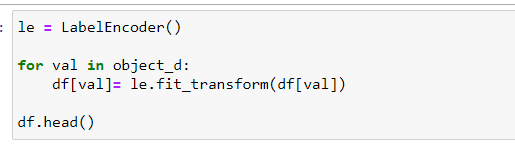 : le = LabelEncoder()
for val in object_d:
    df[val]= le.fit_transform(df[val])
df.head()